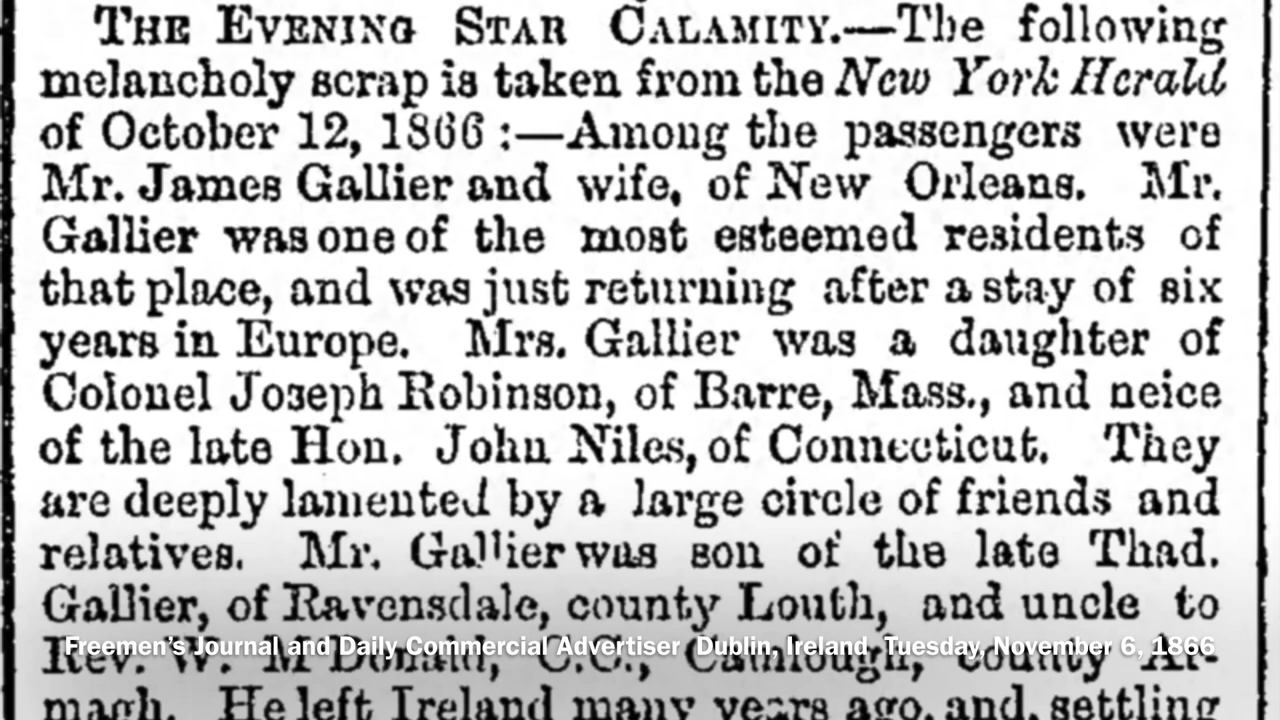 THE EVENING STAR CALAMITY.—The following
melancholy scrap is taken from the New York Herald
of October 12, 1866 :—Among the passengers were
Mr. James Gallier and wife, of New Orleans. Mr.
Gallier was one of the most esteemed residents of
that place, and was just returning after a stay of six
years in Europe. Mrs. Gallier was a daughter of
Colonel Joseph Robinson, of Barre, Mass., and neice
of the late Hon. John Niles, of Connecticut. They
are deeply lamented by a large circle of friends and
relatives. Mr. Gallier was son of the late Thad.
Gallier, of Ravensdale, county Louth, and uncle to
Freemen's Journal and Daily Commercial Advertiser Dublin, Ireland, Tuesday, November 6, 1866
Rev. W. M'Donald, C.C., Camlough, county Ar-
magh. He left Ireland many years ago, and, settling